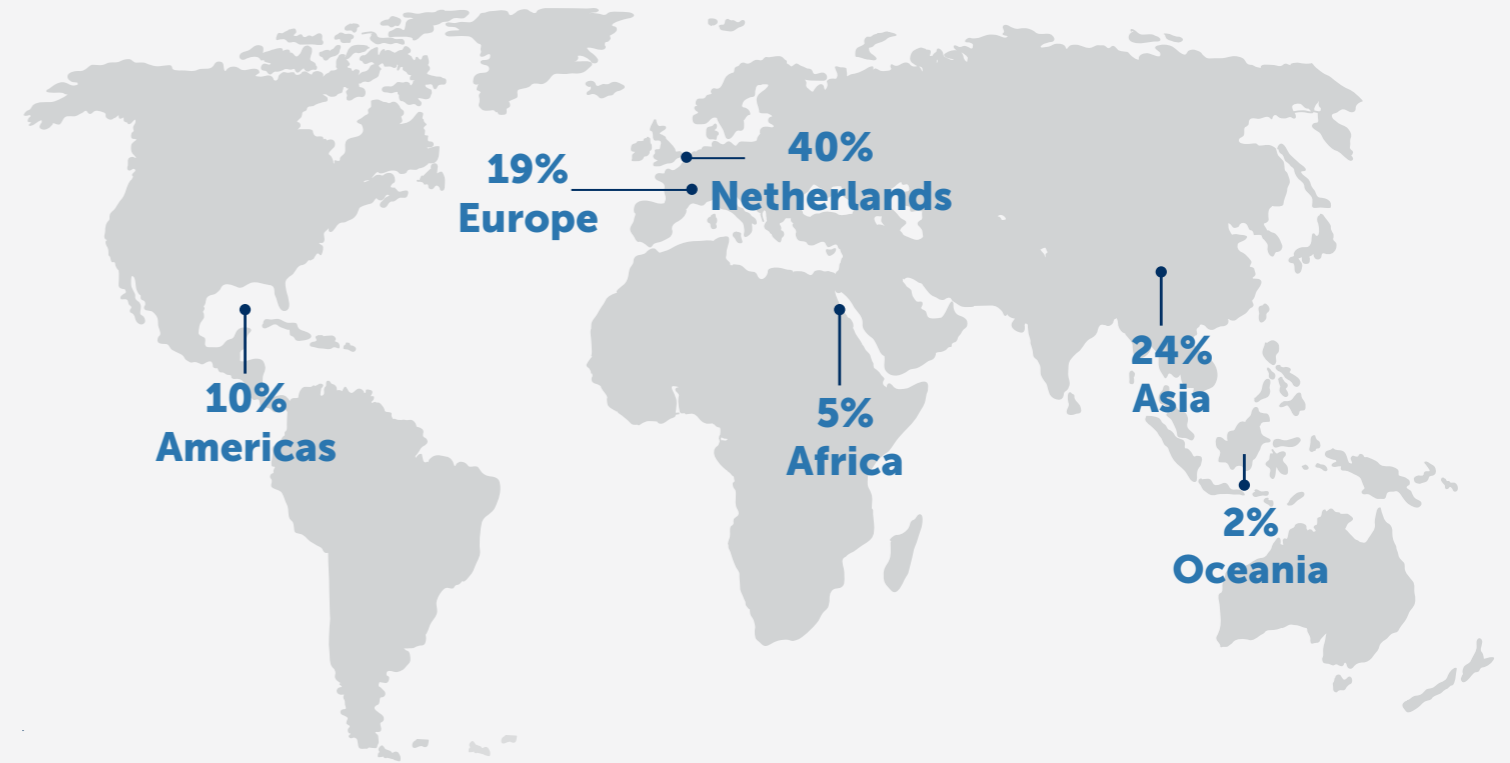 40%
Netherlands
19%
Europe
10%
Americas
5%
Africa
24%
Asia
2%
Oceania